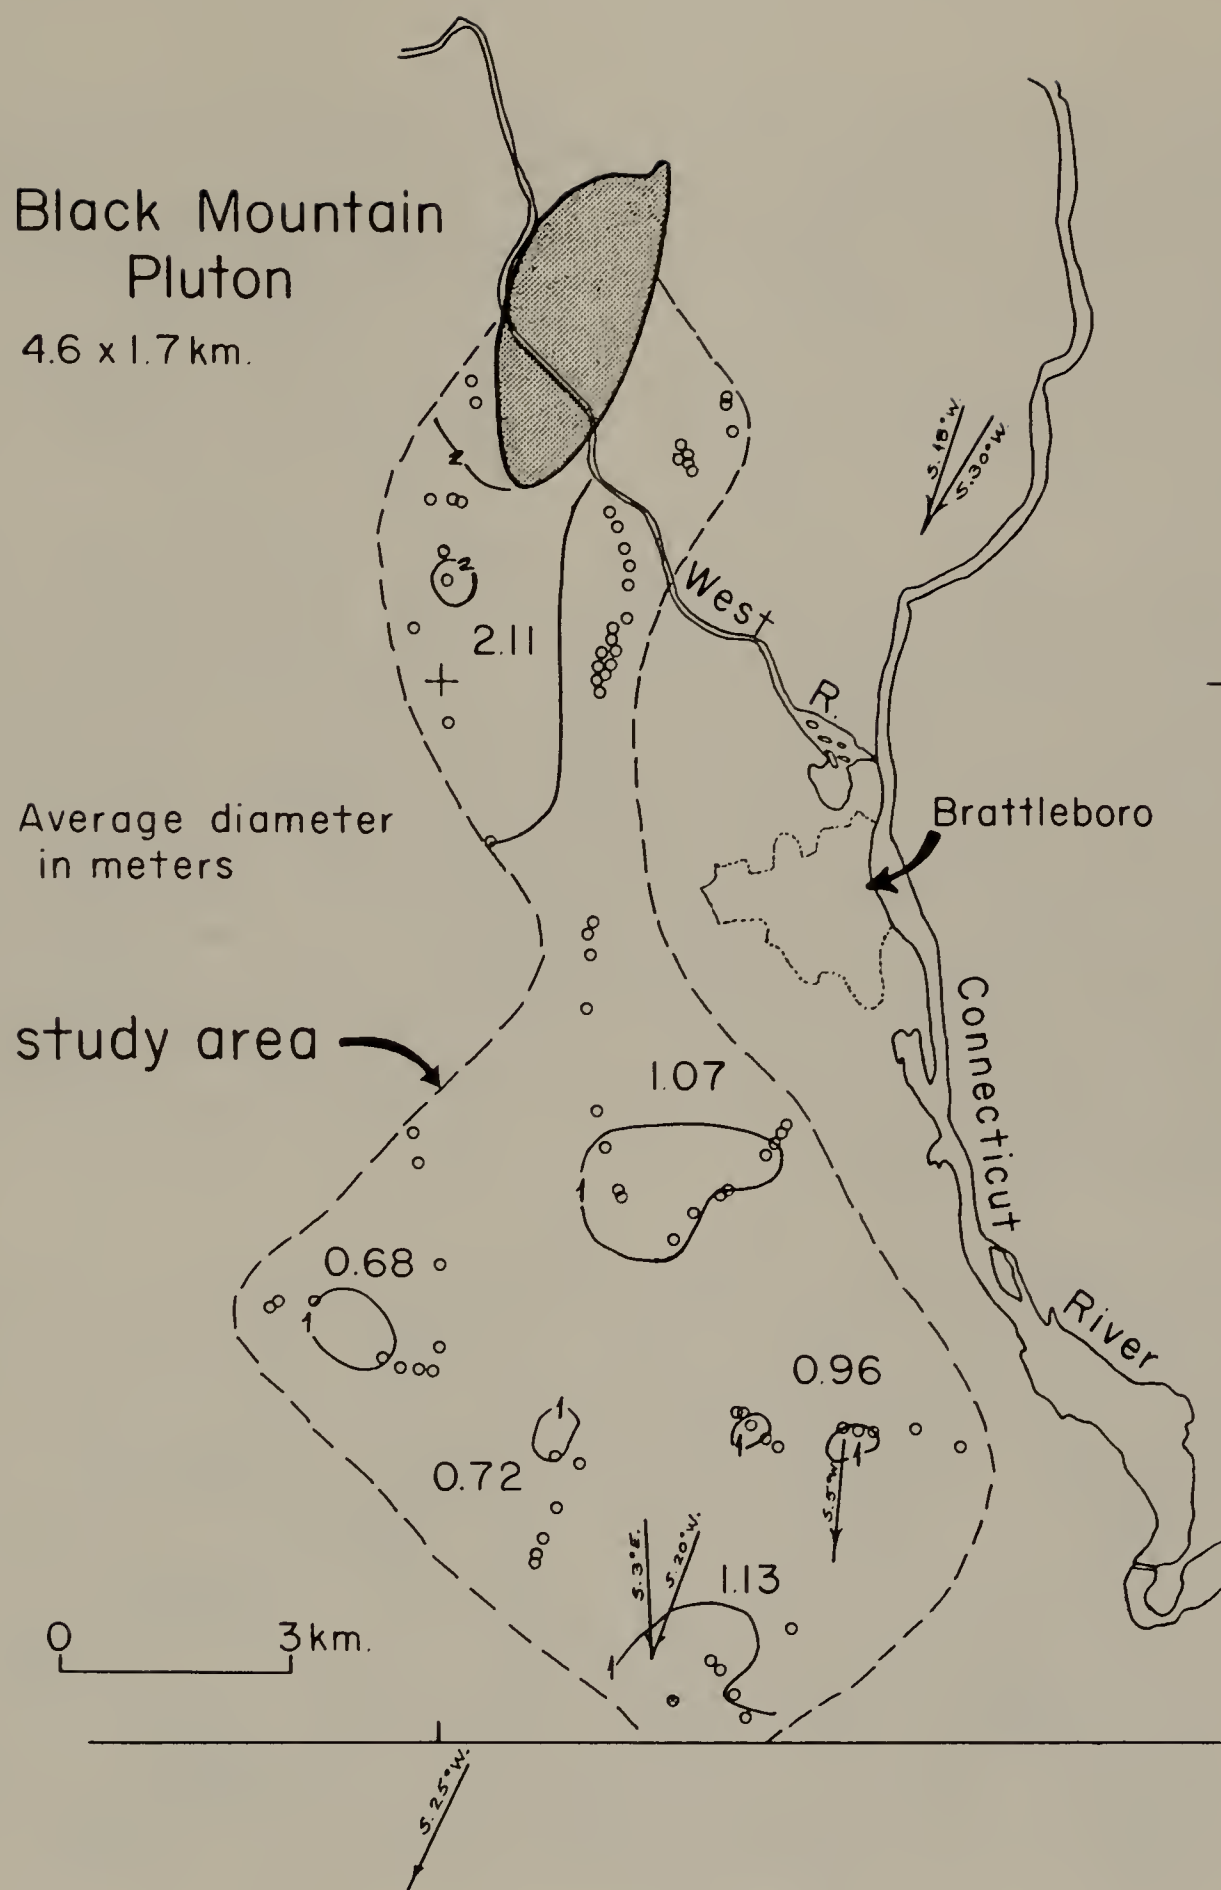 Black Mountain
Pluton
4.6 x 1.7 km.
S. 18° W.
S. 30° W.
2
2
2.11
West
R.
Average diameter
in meters
Brattleboro
study area
Connecticut
1.07
1
0.68
1
River
0.96
1
1
1
0.72
S. 5° W.
S. 3° E.
S. 20° W.
1.13
1
0
3 km.
S. 25° W.